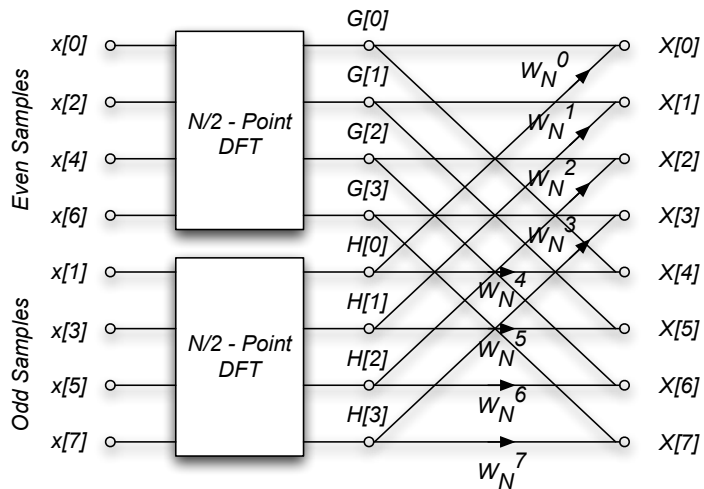 Even Samples
Odd Samples
x[0]
x[2]
x[4]
x[6]
x[1]
x[3]
x[5]
x[7]
N/2 - Point
DFT
N/2 - Point
DFT
G[0]
G[1]
G[2]
G[3]
H[0]
H[1]
H[2]
H[3]
W_N^0
W_N^1
W_N^2
W_N^3
W_N^4
W_N^5
W_N^6
W_N^7
X[0]
X[1]
X[2]
X[3]
X[4]
X[5]
X[6]
X[7]